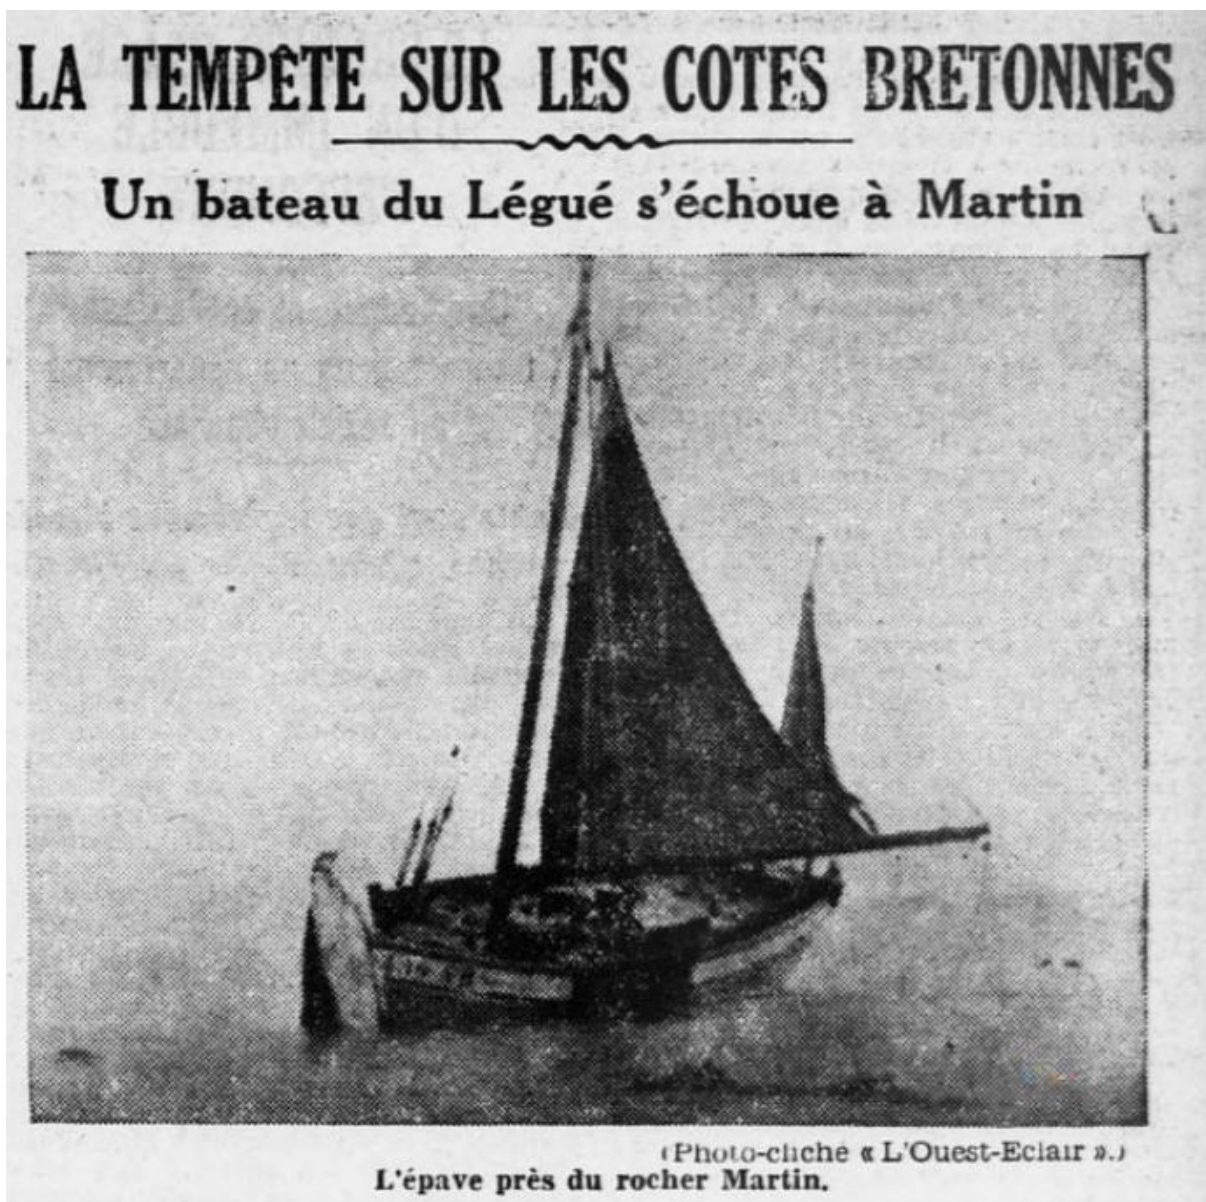 LA TEMPÊTE SUR LES COTES BRETONNES
Un bateau du Légué s'échoue à Martin
(Photo-cliché « L'Ouest-Eclair ».)
L'épave près du rocher Martin.